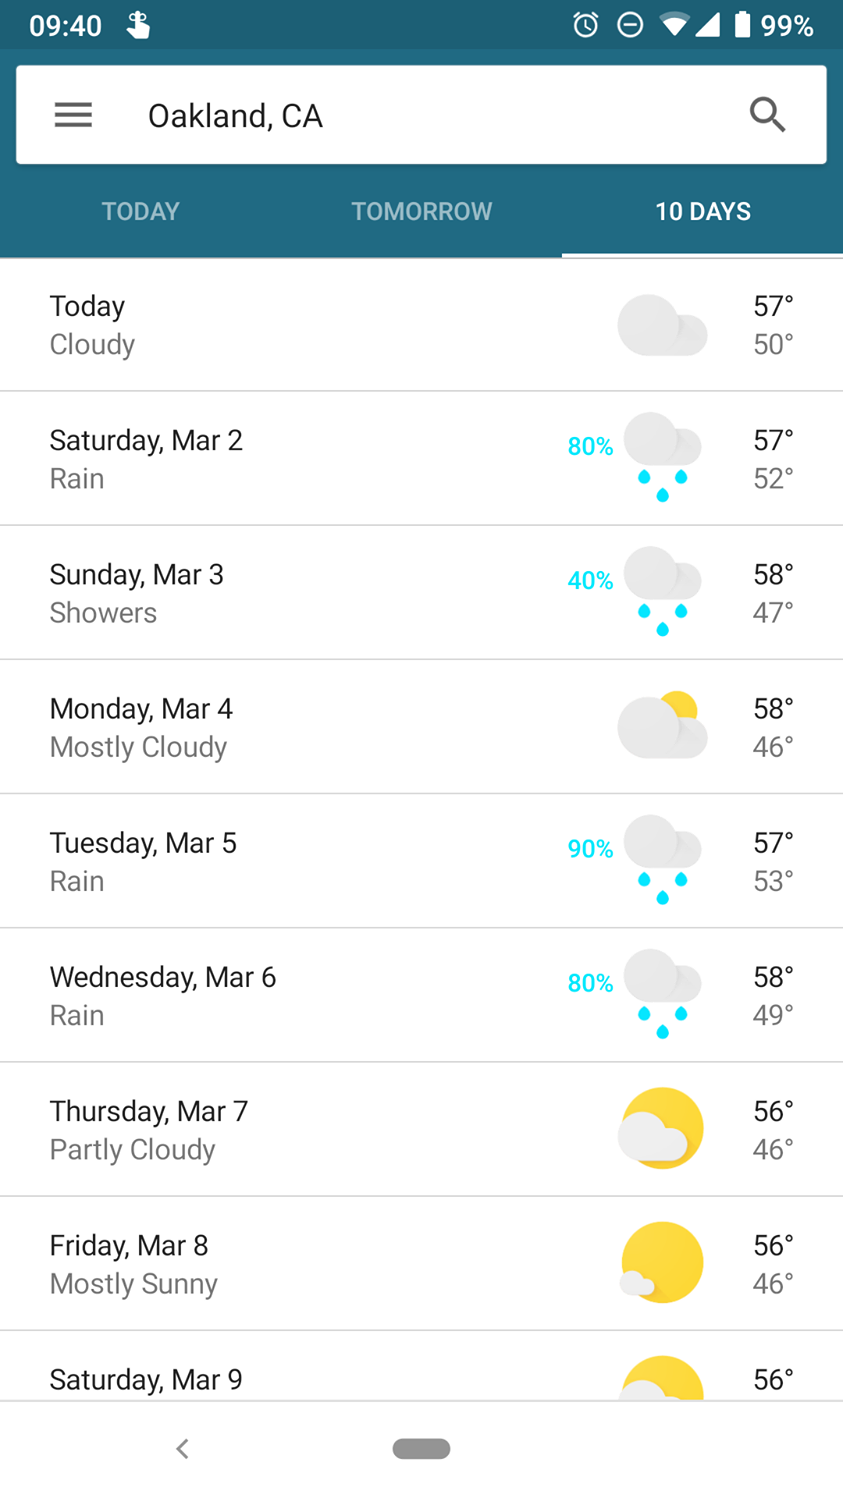 09:40 99%
Oakland, CA
TODAY TOMORROW 10 DAYS
Today 57°
Cloudy 50°
Saturday, Mar 2 80% 57°
Rain 52°
Sunday, Mar 3 40% 58°
Showers 47°
Monday, Mar 4 58°
Mostly Cloudy 46°
Tuesday, Mar 5 90% 57°
Rain 53°
Wednesday, Mar 6 80% 58°
Rain 49°
Thursday, Mar 7 56°
Partly Cloudy 46°
Friday, Mar 8 56°
Mostly Sunny 46°
Saturday, Mar 9 56°